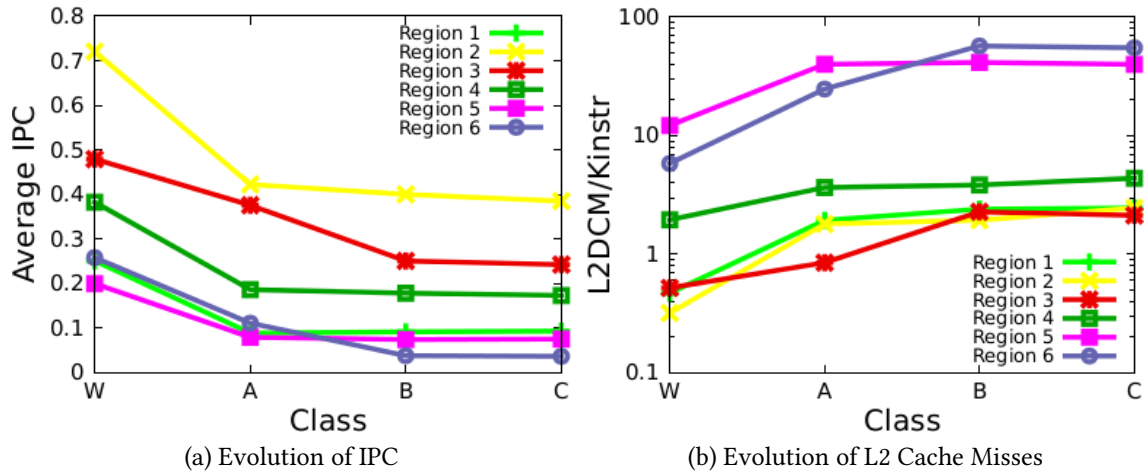 0.8
0.7
0.6
0.5
0.4
0.3
0.2
0.1
0
Average IPC
Region 1
Region 2
Region 3
Region 4
Region 5
Region 6
W A B C
Class
(a) Evolution of IPC
100
10
1
0.1
L2DCM/Kinstr
Region 1
Region 2
Region 3
Region 4
Region 5
Region 6
W A B C
Class
(b) Evolution of L2 Cache Misses